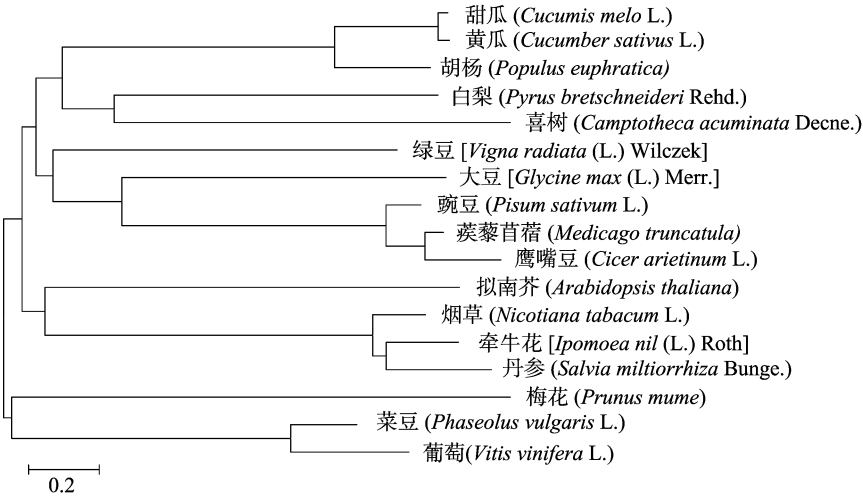 甜瓜 (Cucumis melo L.)
黄瓜 (Cucumber sativus L.)
胡杨 (Populus euphratica)
白梨 (Pyrus bretschneideri Rehd.)
喜树 (Camptotheca acuminata Decne.)
绿豆 [Vigna radiata (L.) Wilczek]
大豆 [Glycine max (L.) Merr.]
豌豆 (Pisum sativum L.)
蒺藜苜蓿 (Medicago truncatula)
鹰嘴豆 (Cicer arietinum L.)
拟南芥 (Arabidopsis thaliana)
烟草 (Nicotiana tabacum L.)
牵牛花 [Ipomoea nil (L.) Roth]
丹参 (Salvia miltiorrhiza Bunge.)
梅花 (Prunus mume)
菜豆 (Phaseolus vulgaris L.)
葡萄(Vitis vinifera L.)
0.2